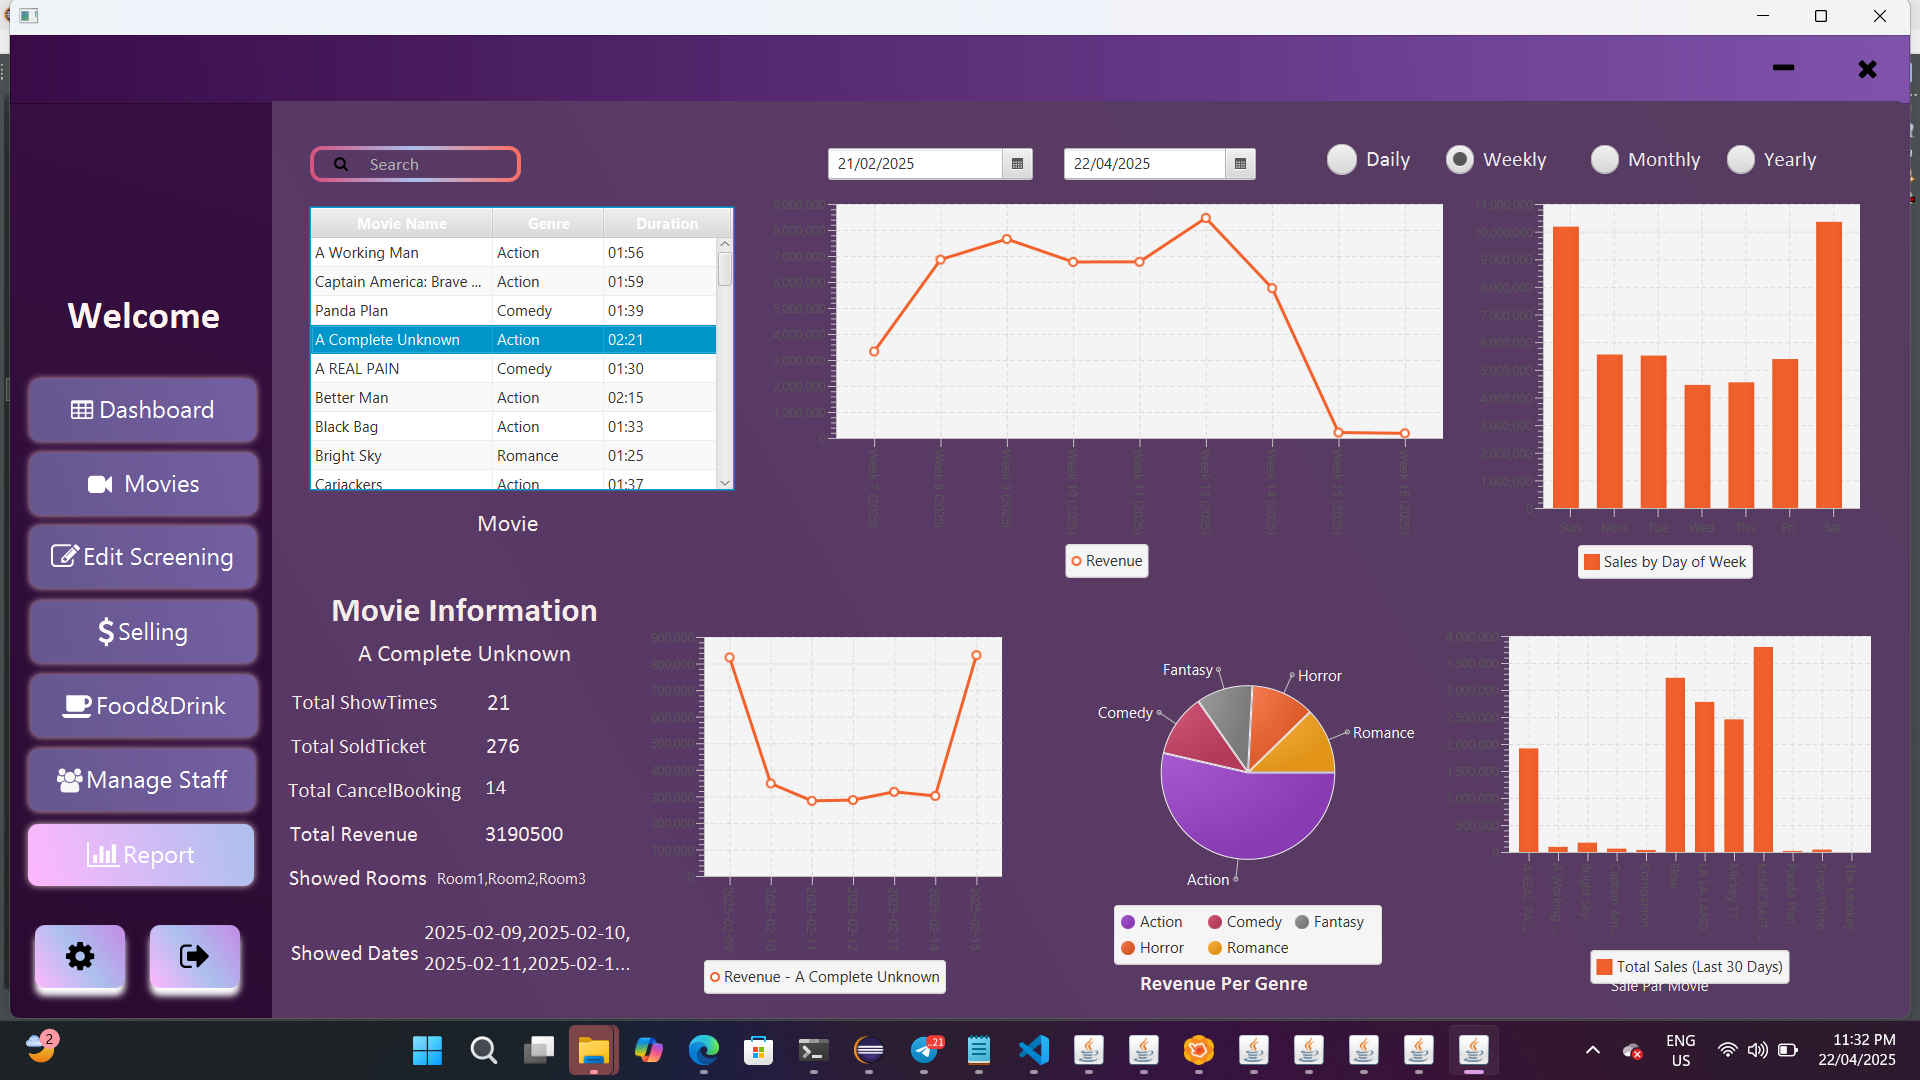 Search
21/02/2025
22/04/2025
Daily
Weekly
Monthly
Yearly
Welcome
Dashboard
Movies
Edit Screening
Selling
Food&Drink
Manage Staff
Report
Movie Name Genre Duration
A Working Man Action 01:56
Captain America: Brave ... Action 01:59
Panda Plan Comedy 01:39
A Complete Unknown Action 02:21
A REAL PAIN Comedy 01:30
Better Man Action 02:15
Black Bag Action 01:33
Bright Sky Romance 01:25
Carjackers Action 01:37
Movie
9,000,000
8,000,000
7,000,000
6,000,000
5,000,000
4,000,000
3,000,000
2,000,000
1,000,000
0
Week 7 (2025)
Week 8 (2025)
Week 9 (2025)
Week 10 (2025)
Week 11 (2025)
Week 13 (2025)
Week 14 (2025)
Week 15 (2025)
Week 16 (2025)
Revenue
11,000,000
10,000,000
9,000,000
8,000,000
7,000,000
6,000,000
5,000,000
4,000,000
3,000,000
2,000,000
1,000,000
0
Sun Mon Tue Wed Thu Fri Sat
Sales by Day of Week
Movie Information
A Complete Unknown
Total ShowTimes 21
Total SoldTicket 276
Total CancelBooking 14
Total Revenue 3190500
Showed Rooms Room1,Room2,Room3
Showed Dates 2025-02-09,2025-02-10,
2025-02-11,2025-02-1...
900,000
800,000
700,000
600,000
500,000
400,000
300,000
200,000
100,000
0
2025-02-09
2025-02-10
2025-02-11
2025-02-12
2025-02-13
2025-02-14
2025-02-15
Revenue - A Complete Unknown
Fantasy
Horror
Comedy
Romance
Action
Action Comedy Fantasy
Horror Romance
Revenue Per Genre
4,000,000
3,500,000
3,000,000
2,500,000
2,000,000
1,500,000
1,000,000
500,000
0
A REAL PAI...
A Working ...
Bright Sky
Captain Am...
Companion
Flow
LA LA LAND
Mickey 17
MINECRAFT ...
Panda Plan
Snow White
The Monkey
Total Sales (Last 30 Days)
Sale Par Movie
2
..21
ENG
US
11:32 PM
22/04/2025